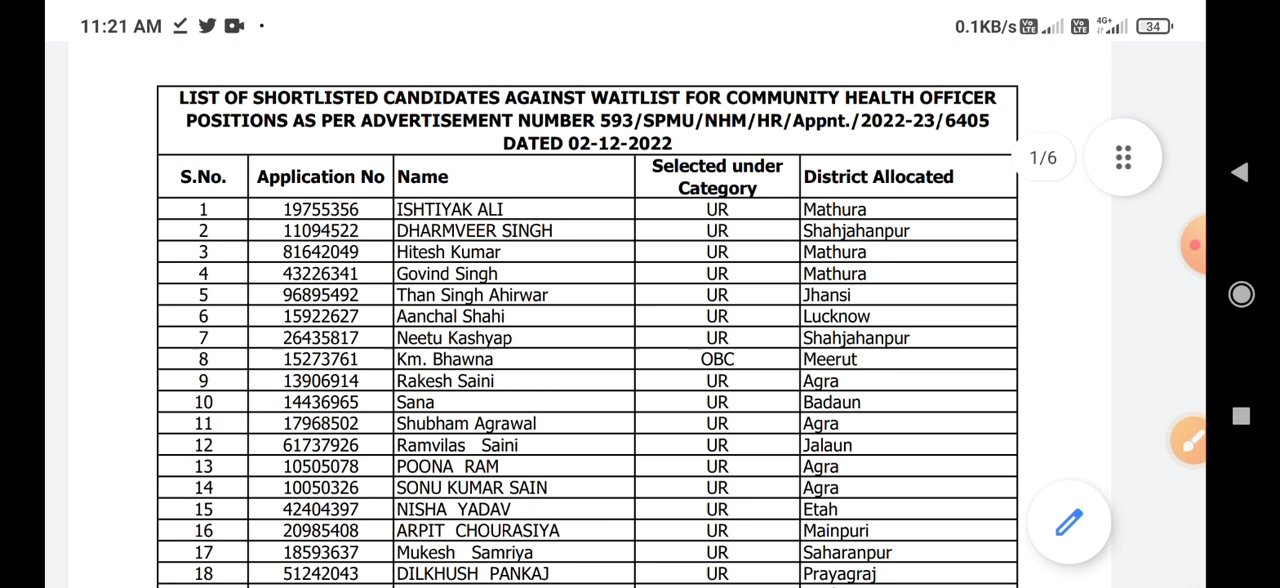 11:21 AM
0.1KB/s Vo LTE Vo LTE 4G+ 34
LIST OF SHORTLISTED CANDIDATES AGAINST WAITLIST FOR COMMUNITY HEALTH OFFICER
POSITIONS AS PER ADVERTISEMENT NUMBER 593/SPMU/NHM/HR/Appnt./2022-23/6405
DATED 02-12-2022
1/6
S.No. Application No Name Selected under Category District Allocated
1 19755356 ISHTIYAK ALI UR Mathura
2 11094522 DHARMVEER SINGH UR Shahjahanpur
3 81642049 Hitesh Kumar UR Mathura
4 43226341 Govind Singh UR Mathura
5 96895492 Than Singh Ahirwar UR Jhansi
6 15922627 Aanchal Shahi UR Lucknow
7 26435817 Neetu Kashyap UR Shahjahanpur
8 15273761 Km. Bhawna OBC Meerut
9 13906914 Rakesh Saini UR Agra
10 14436965 Sana UR Badaun
11 17968502 Shubham Agrawal UR Agra
12 61737926 Ramvilas Saini UR Jalaun
13 10505078 POONA RAM UR Agra
14 10050326 SONU KUMAR SAIN UR Agra
15 42404397 NISHA YADAV UR Etah
16 20985408 ARPIT CHOURASIYA UR Mainpuri
17 18593637 Mukesh Samriya UR Saharanpur
18 51242043 DILKHUSH PANKAJ UR Prayagraj